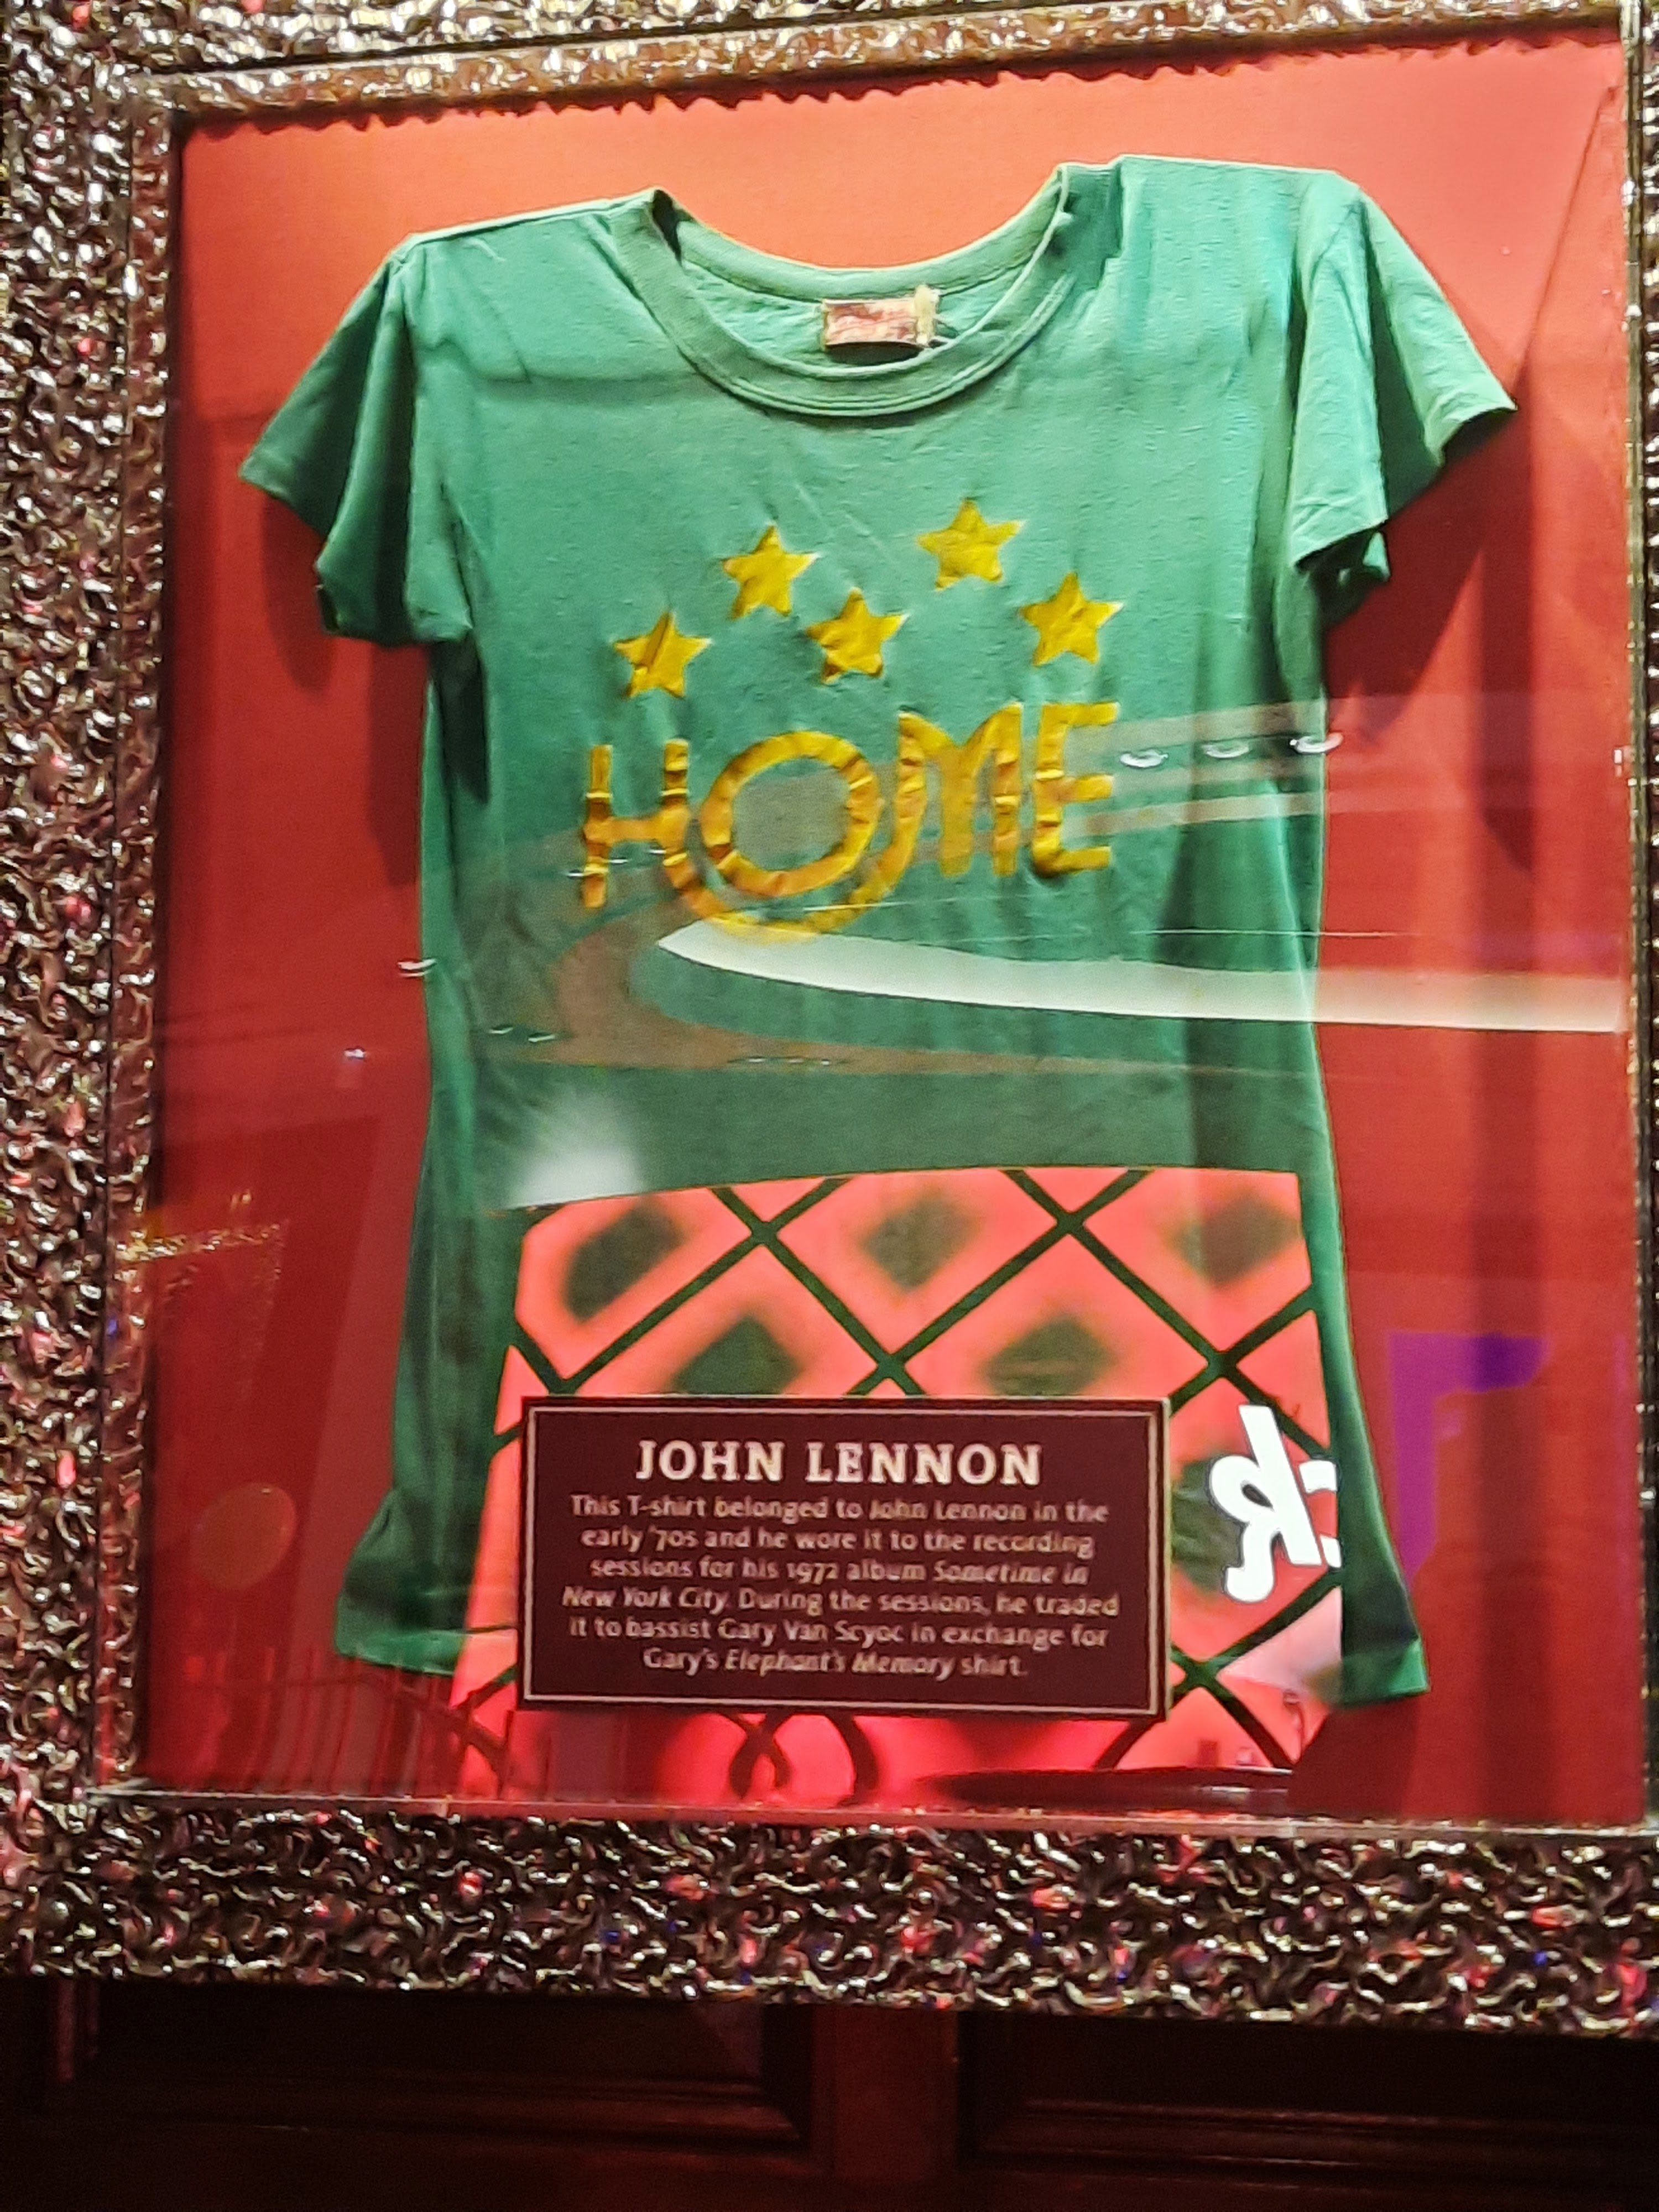 HOME
JOHN LENNON
This T-shirt belonged to John Lennon in the
early '70s and he wore it to the recording
sessions for his 1972 album Sometime in
New York City. During the sessions, he traded
it to bassist Gary Van Scyoc in exchange for
Gary's Elephant's Memory shirt.